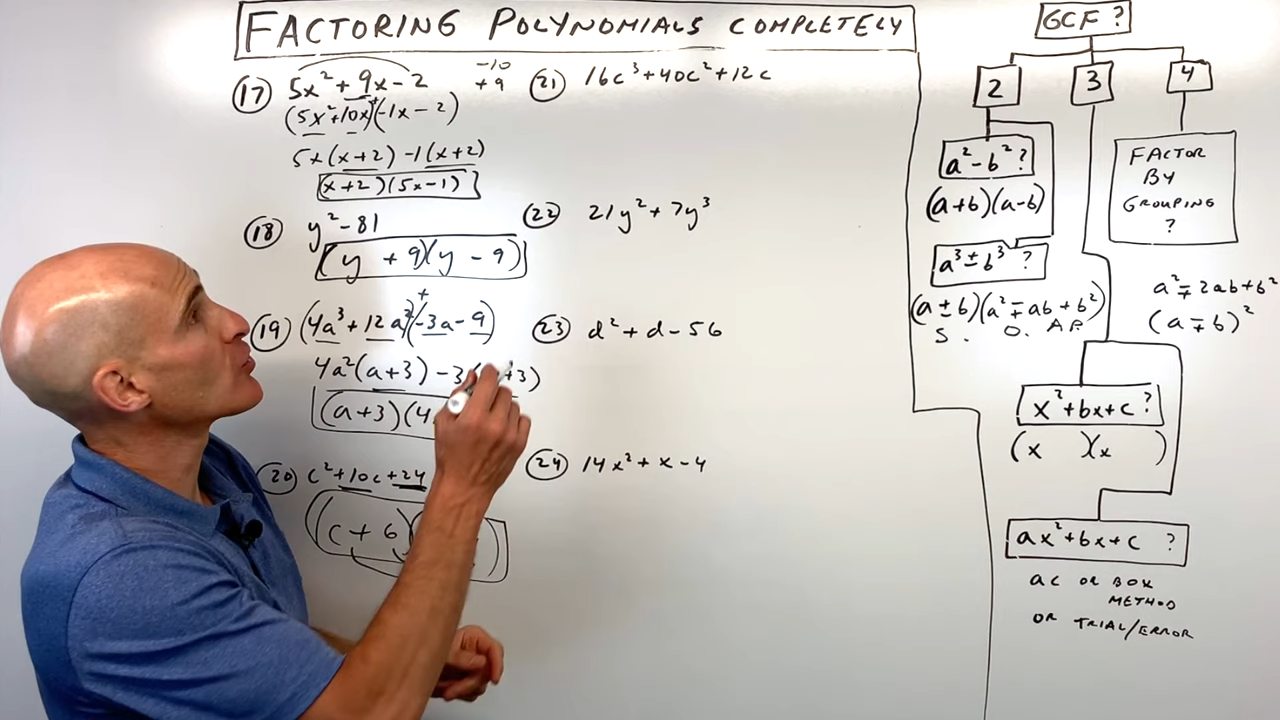 FACTORING POLYNOMIALS COMPLETELY
17 5x² + 9x - 2
-10
+9
(5x² + 10x) + (-1x - 2)
5x(x+2) - 1(x+2)
(x+2)(5x-1)
18 y² - 81
(y + 9)(y - 9)
19 (4a³ + 12a²) + (-3a - 9)
4a²(a+3) - 3( +3)
(a+3)(4
20 c² + 10c + 24
(c + 6)(
21 16c³ + 40c² + 12c
22 21y² + 7y³
23 d² + d - 56
24 14x² + x - 4
GCF?
2 3 4
a² - b² ?
(a+b)(a-b)
a³ ± b³ ?
(a ± b)(a² ∓ ab + b²)
S. O. AP
FACTOR
BY
GROUPING
?
a² ∓ 2ab + b²
(a ∓ b)²
x² + bx + c ?
(x )(x )
ax² + bx + c ?
ac OR BOX
METHOD
OR TRIAL/ERROR